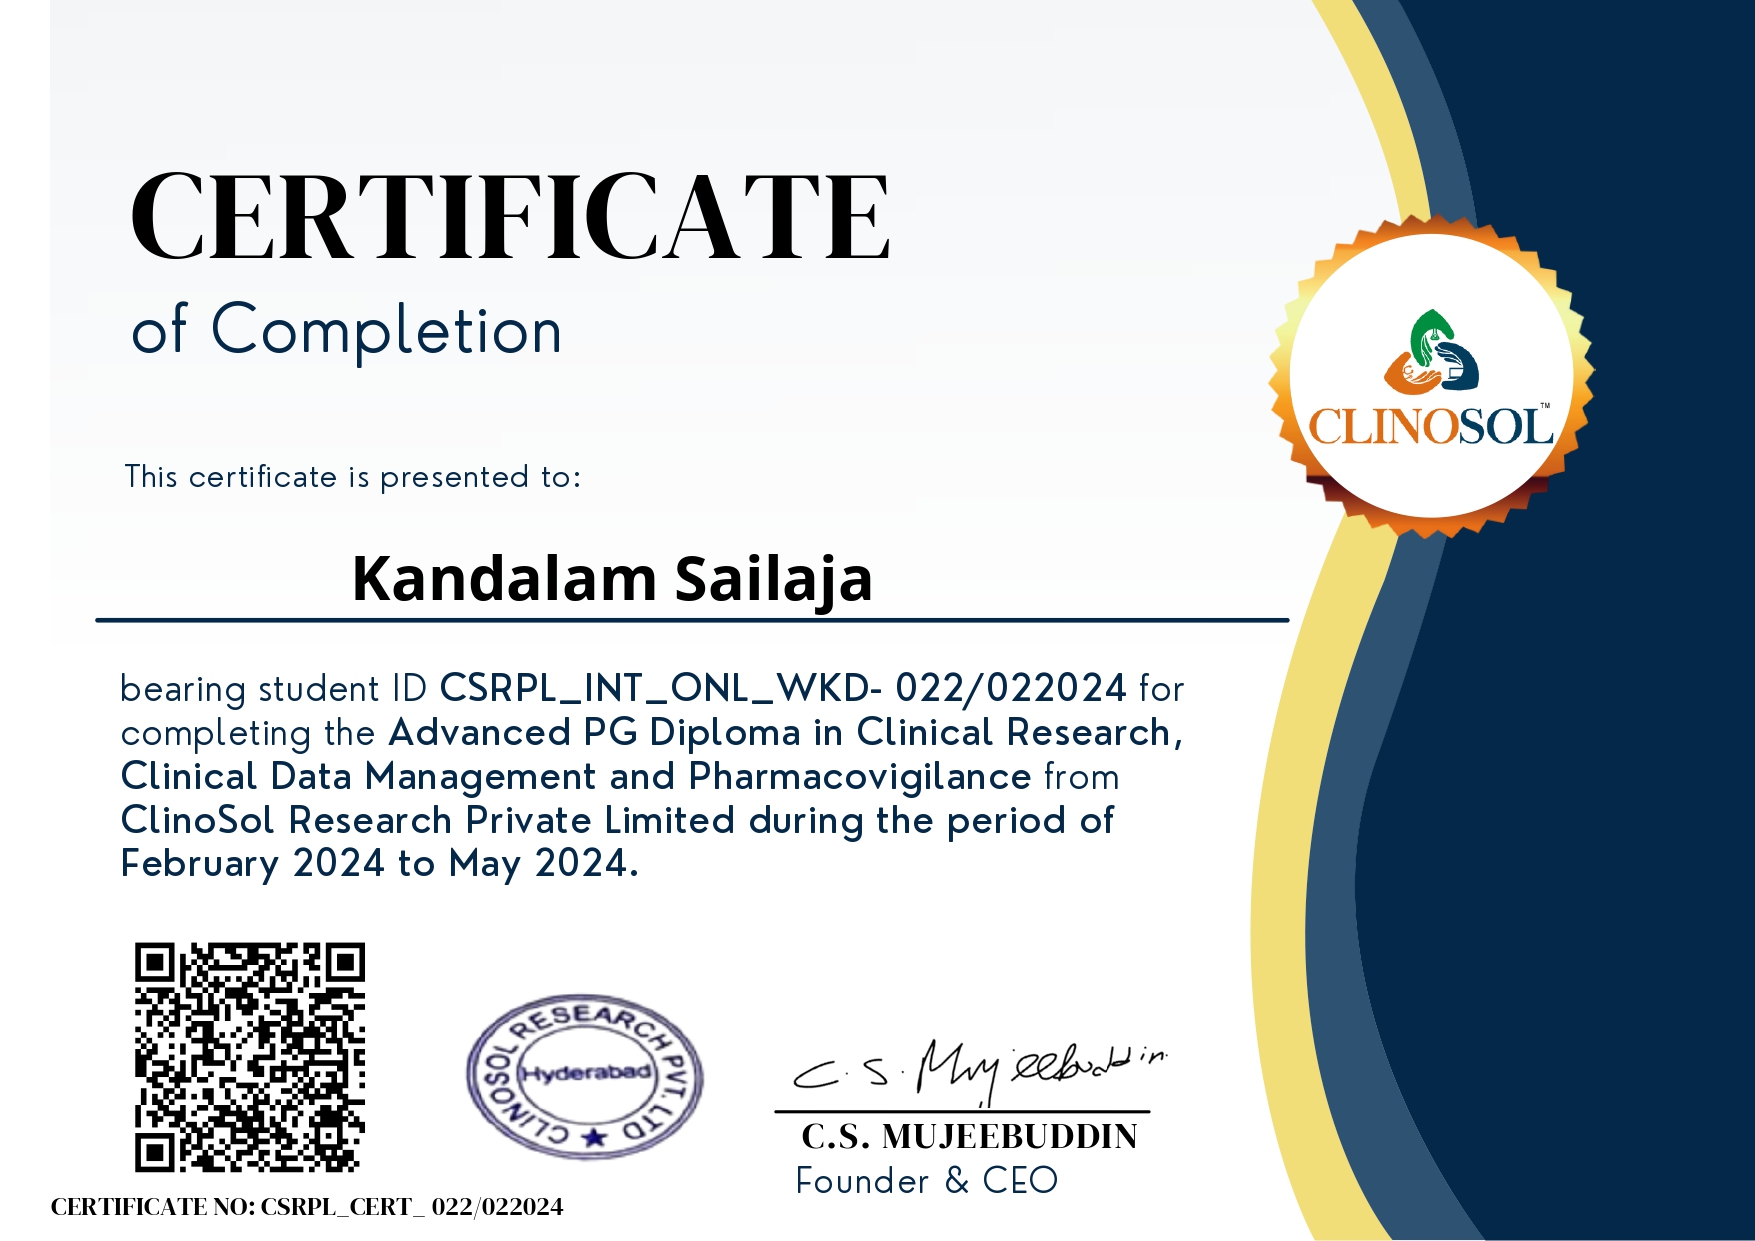 CERTIFICATE
of Completion
CLINOSOL™
This certificate is presented to:
Kandalam Sailaja
bearing student ID CSRPL_INT_ONL_WKD- 022/022024 for
completing the Advanced PG Diploma in Clinical Research,
Clinical Data Management and Pharmacovigilance from
ClinoSol Research Private Limited during the period of
February 2024 to May 2024.
CLINOSOL RESEARCH PVT. LTD ★
Hyderabad
C.S. Mujeebuddin
C.S. MUJEEBUDDIN
Founder & CEO
CERTIFICATE NO: CSRPL_CERT_ 022/022024